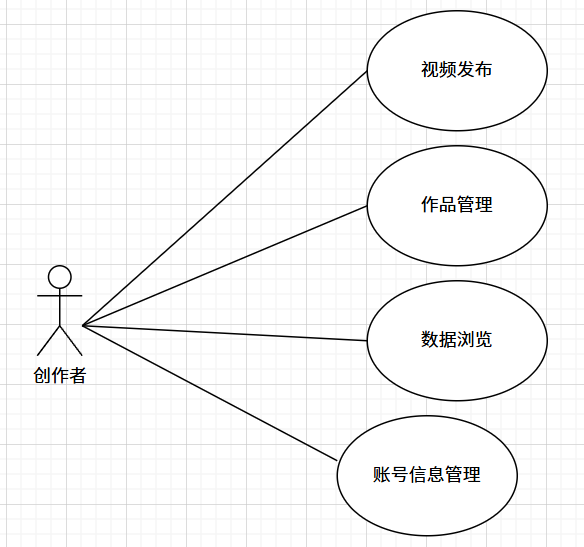 视频发布
作品管理
数据浏览
创作者
账号信息管理